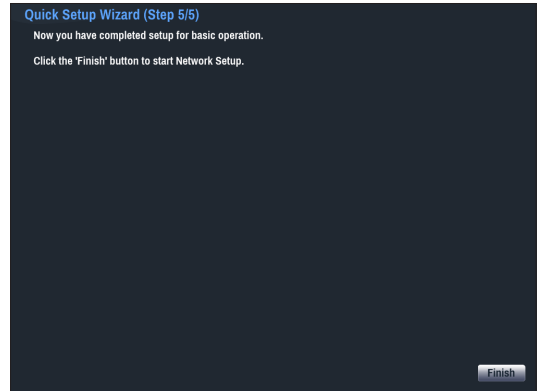 Quick Setup Wizard (Step 5/5)
Now you have completed setup for basic operation.
Click the 'Finish' button to start Network Setup.
Finish